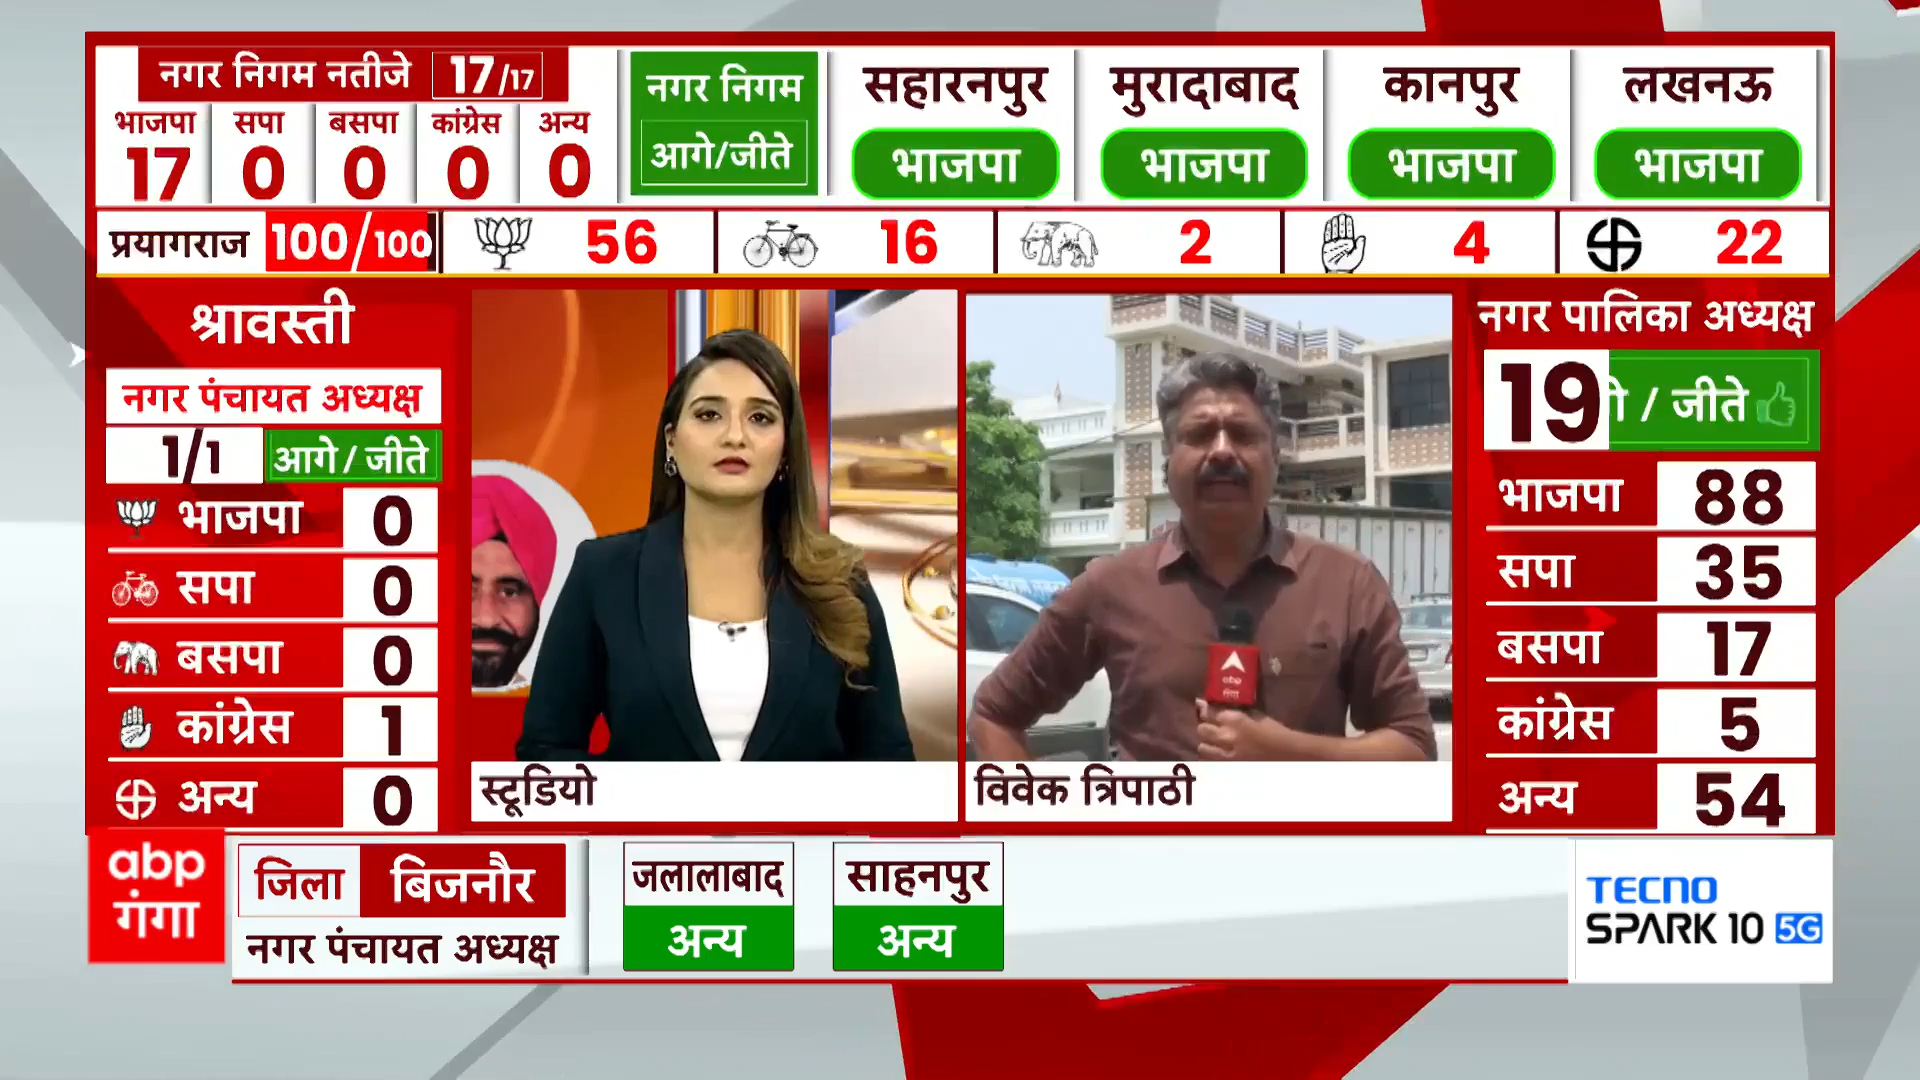 नगर निगम नतीजे 17/17
भाजपा सपा बसपा कांग्रेस अन्य
17 0 0 0 0
नगर निगम
आगे/जीते
सहारनपुर मुरादाबाद कानपुर लखनऊ
भाजपा भाजपा भाजपा भाजपा
प्रयागराज 100/100 56 16 2 4 22
श्रावस्ती
नगर पंचायत अध्यक्ष
1/1 आगे / जीते
भाजपा 0
सपा 0
बसपा 0
कांग्रेस 1
अन्य 0
स्टूडियो
abp
गंगा
विवेक त्रिपाठी
नगर पालिका अध्यक्ष
19 / जीते
भाजपा 88
सपा 35
बसपा 17
कांग्रेस 5
अन्य 54
abp
गंगा
जिला बिजनौर
नगर पंचायत अध्यक्ष
जलालाबाद साहनपुर
अन्य अन्य
TECNO
SPARK 10 5G